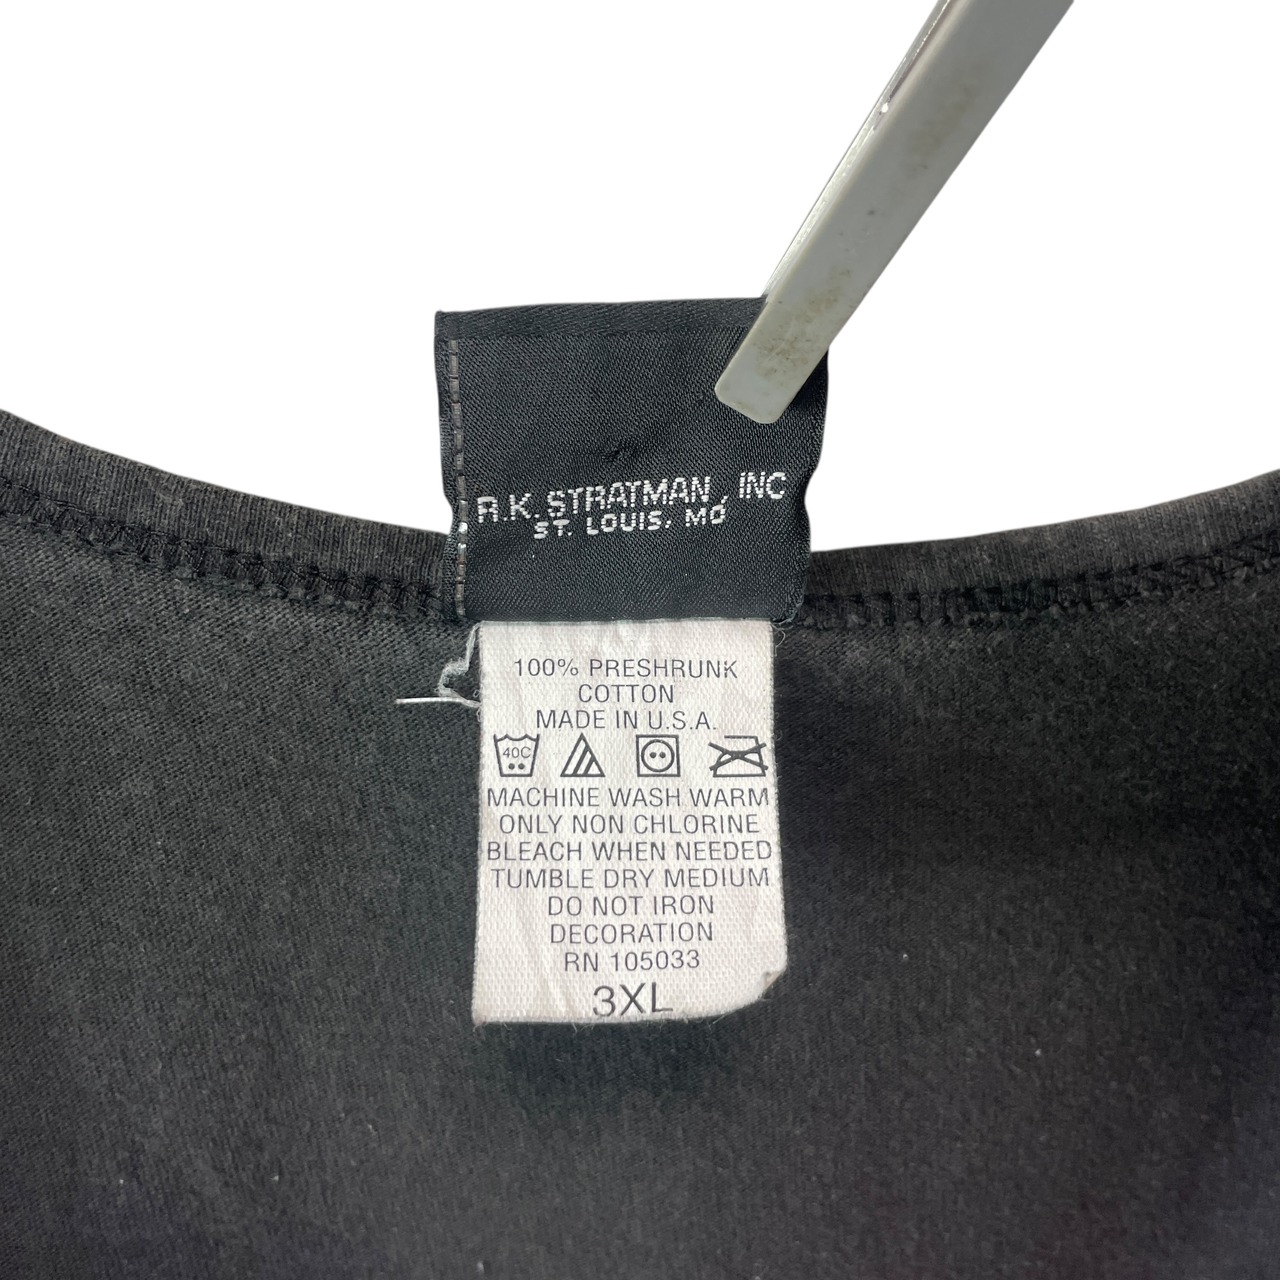 R.K. STRATMAN, INC
ST. LOUIS, MO
100% PRESHRUNK
COTTON
MADE IN U.S.A.
40C
MACHINE WASH WARM
ONLY NON CHLORINE
BLEACH WHEN NEEDED
TUMBLE DRY MEDIUM
DO NOT IRON
DECORATION
RN 105033
3XL